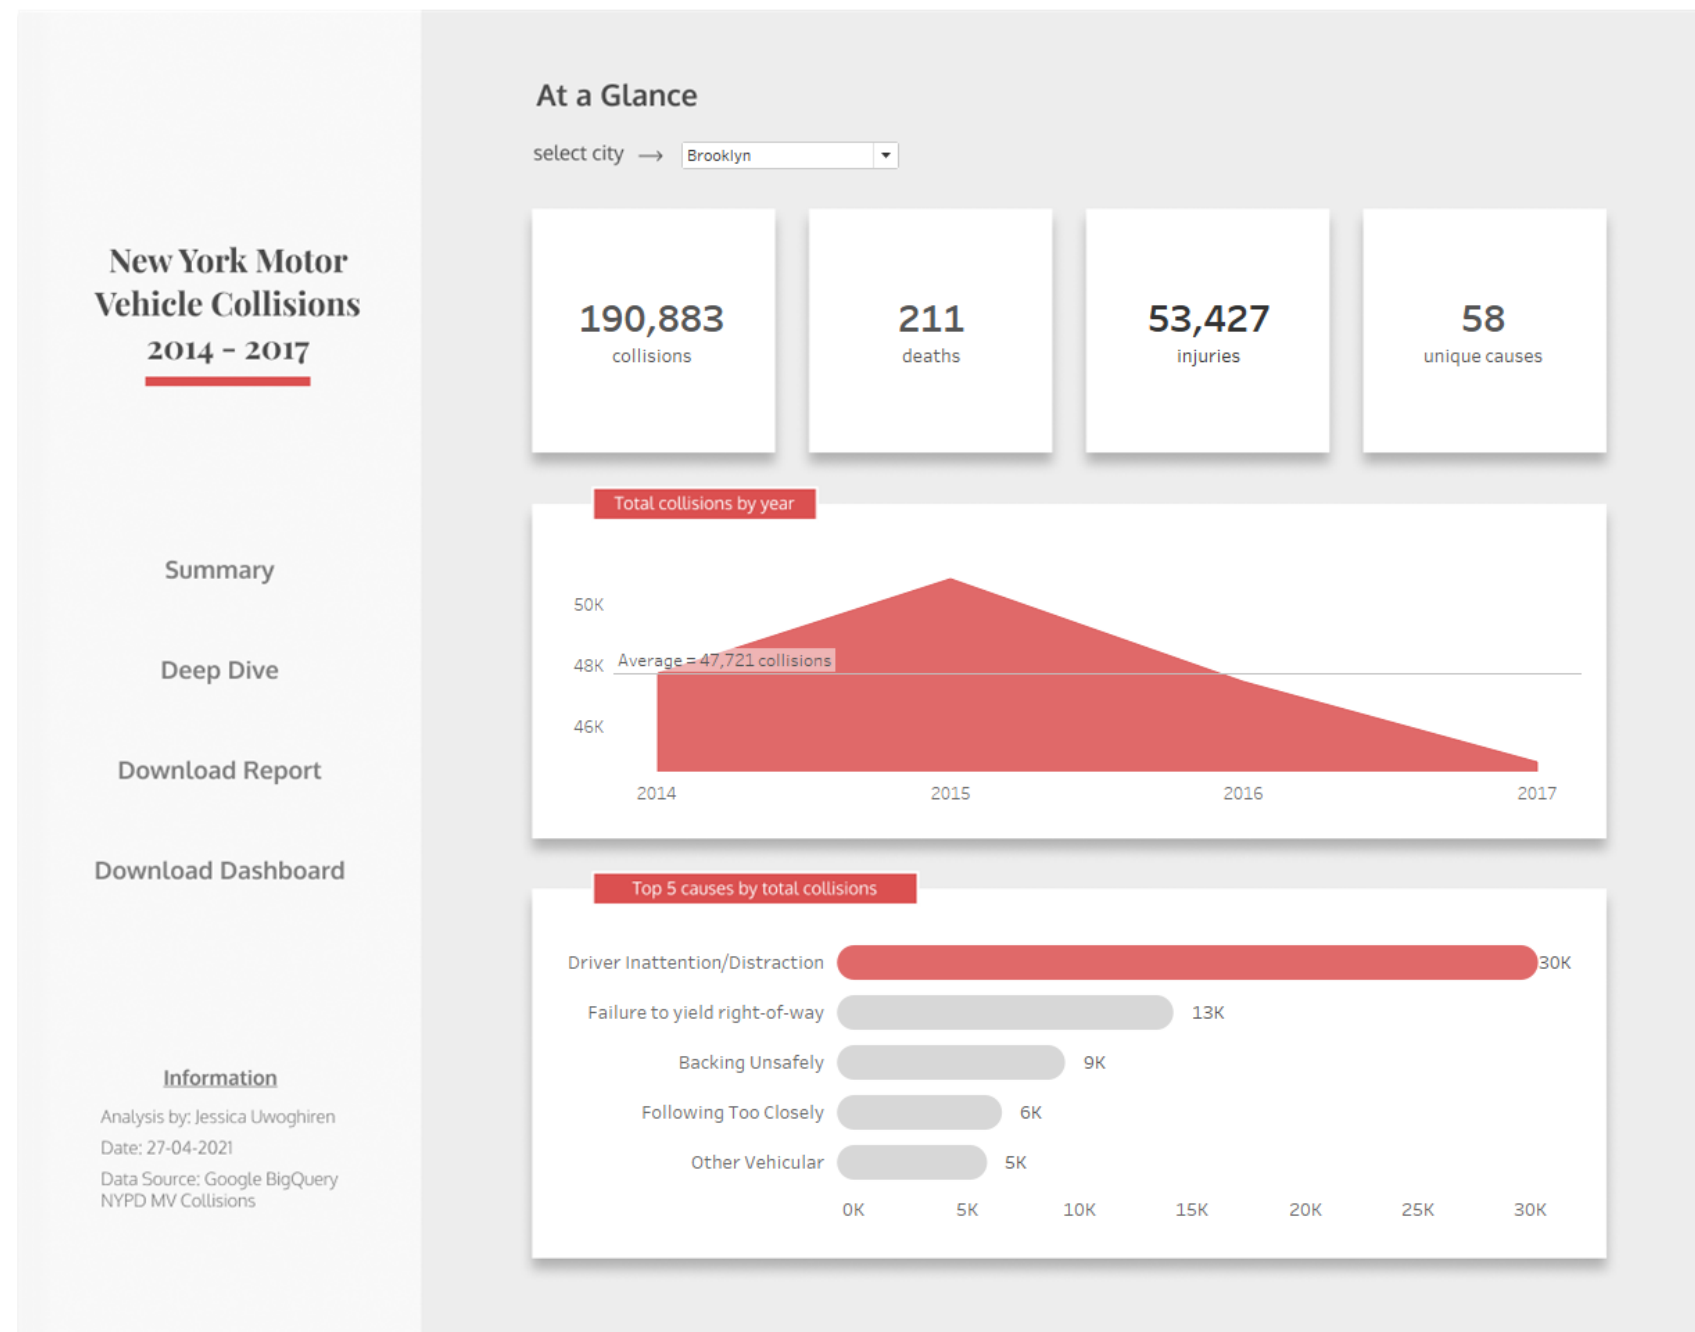 New York Motor
Vehicle Collisions
2014 - 2017
Summary
Deep Dive
Download Report
Download Dashboard
Information
Analysis by: Jessica Uwoghiren
Date: 27-04-2021
Data Source: Google BigQuery
NYPD MV Collisions
At a Glance
select city → Brooklyn
190,883
collisions
211
deaths
53,427
injuries
58
unique causes
Total collisions by year
50K
48K
46K
Average = 47,721 collisions
2014 2015 2016 2017
Top 5 causes by total collisions
Driver Inattention/Distraction 30K
Failure to yield right-of-way 13K
Backing Unsafely 9K
Following Too Closely 6K
Other Vehicular 5K
0K 5K 10K 15K 20K 25K 30K